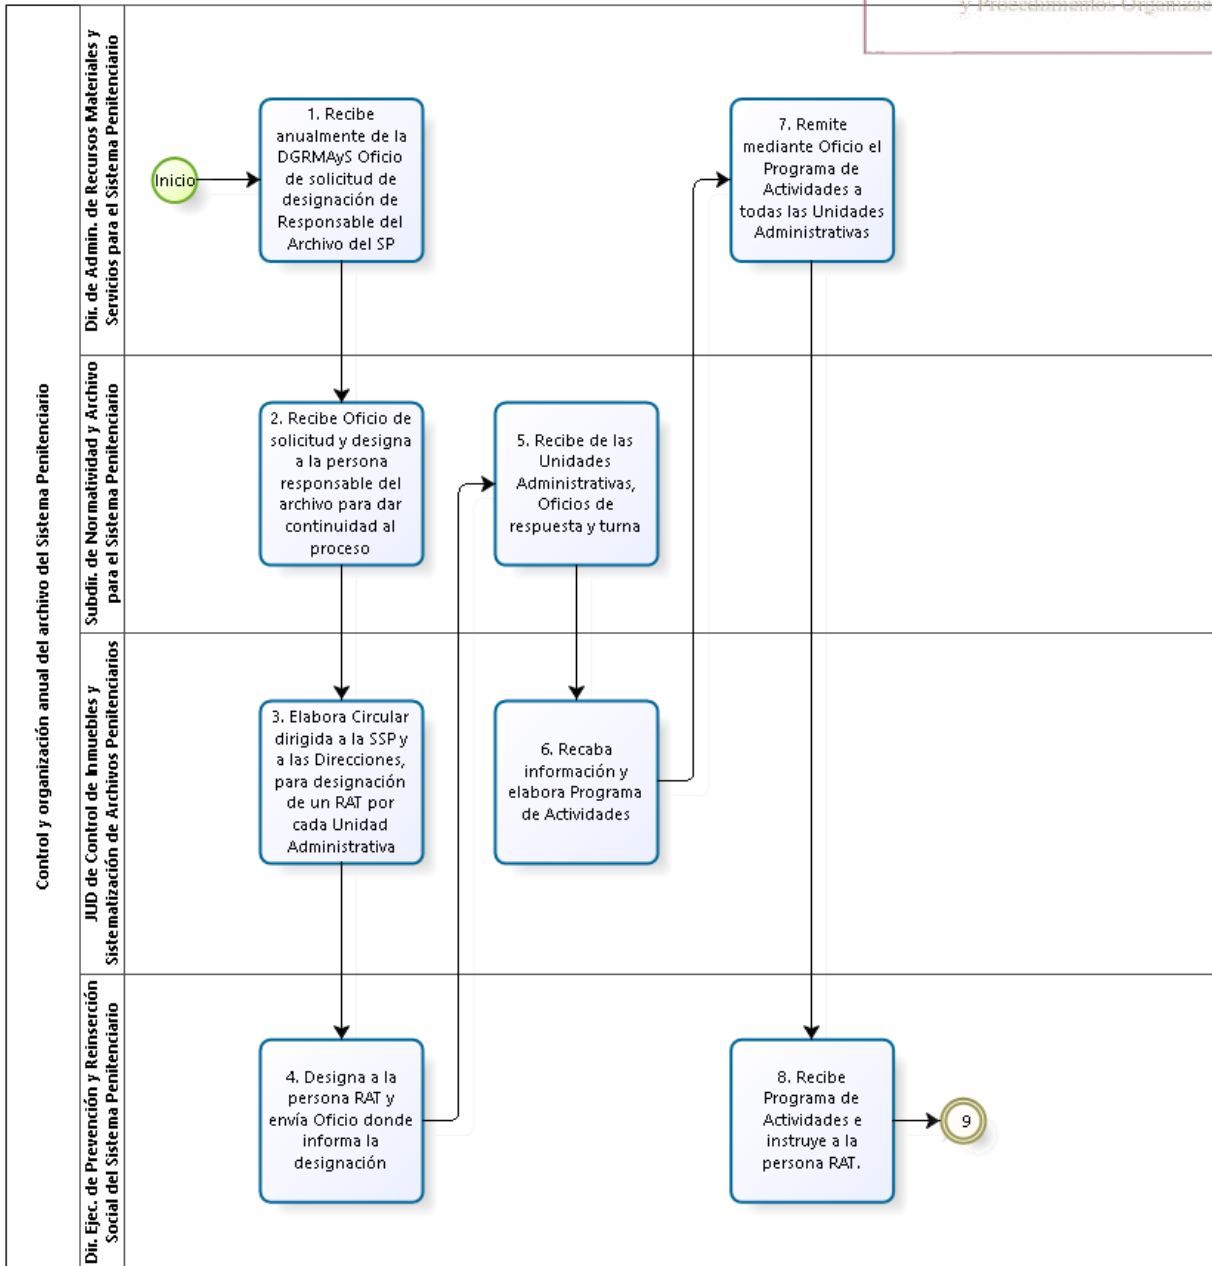 y Procedimientos Organizac
Control y organización anual del archivo del Sistema Penitenciario
Dir. de Admin. de Recursos Materiales y
Servicios para el Sistema Penitenciario
Inicio
1. Recibe
anualmente de la
DGRMAyS Oficio
de solicitud de
designación de
Responsable del
Archivo del SP
7. Remite
mediante Oficio el
Programa de
Actividades a
todas las Unidades
Administrativas
Subdir. de Normatividad y Archivo
para el Sistema Penitenciario
2. Recibe Oficio de
solicitud y designa
a la persona
responsable del
archivo para dar
continuidad al
proceso
5. Recibe de las
Unidades
Administrativas,
Oficios de
respuesta y turna
JUD de Control de Inmuebles y
Sistematización de Archivos Penitenciarios
3. Elabora Circular
dirigida a la SSP y
a las Direcciones,
para designación
de un RAT por
cada Unidad
Administrativa
6. Recaba
información y
elabora Programa
de Actividades
Dir. Ejec. de Prevención y Reinserción
Social del Sistema Penitenciario
4. Designa a la
persona RAT y
envía Oficio donde
informa la
designación
8. Recibe
Programa de
Actividades e
instruye a la
persona RAT.
9